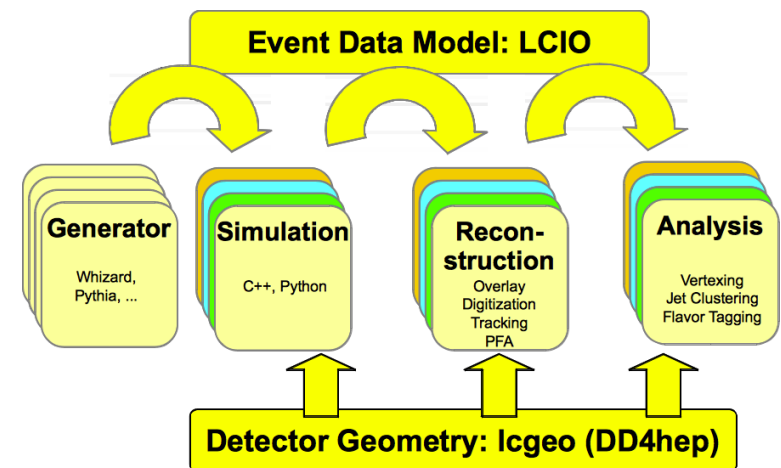 Event Data Model: LCIO
Generator
Whizard,
Pythia, ...
Simulation
C++, Python
Recon-
struction
Overlay
Digitization
Tracking
PFA
Analysis
Vertexing
Jet Clustering
Flavor Tagging
Detector Geometry: lcgeo (DD4hep)